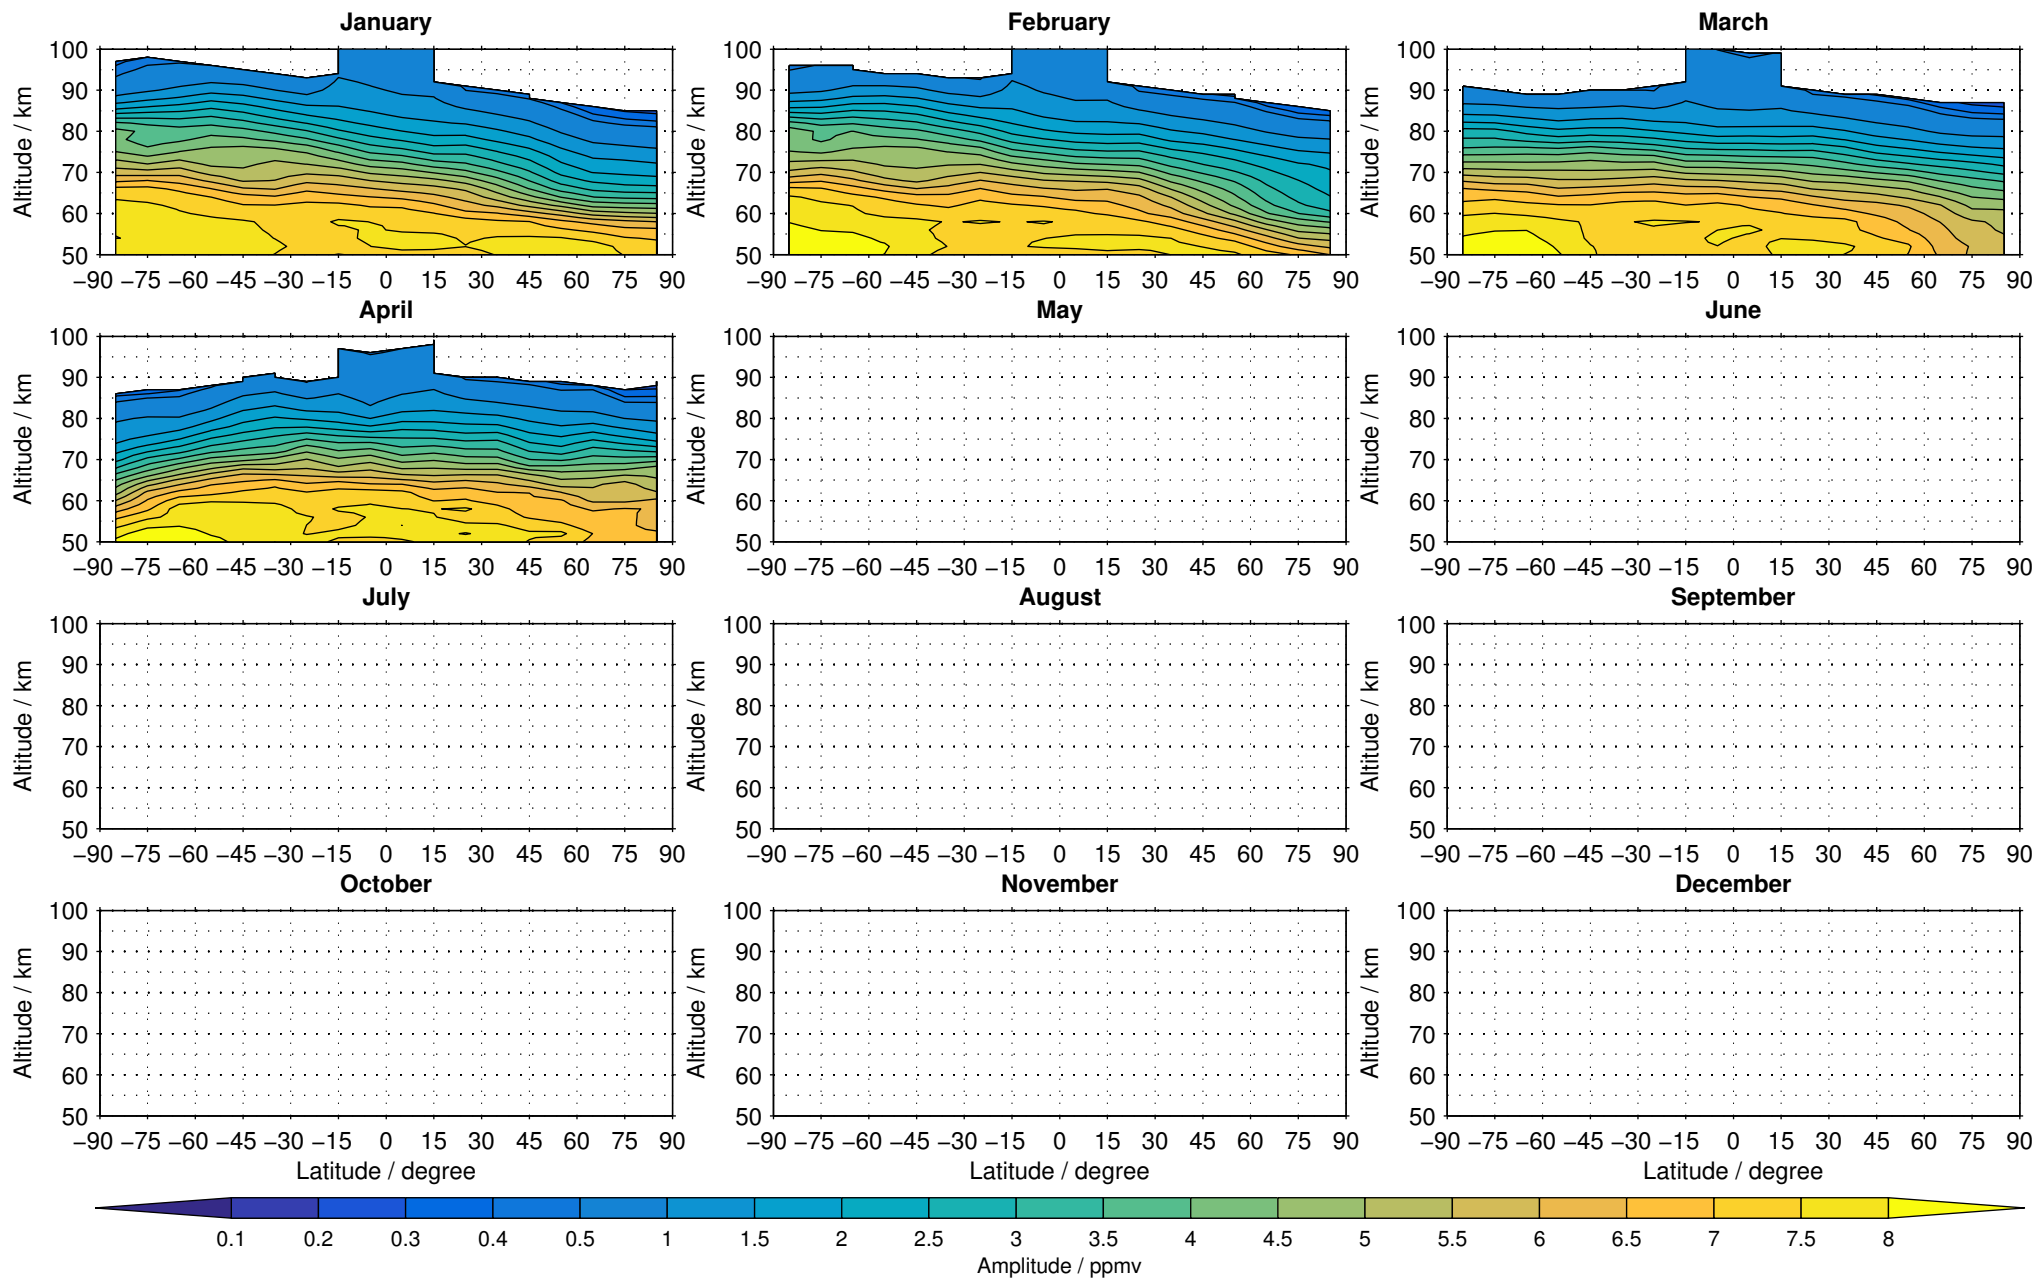 January February March
100 100 100
90 90 90
80 80 80
70 70 70
60 60 60
50 50 50
Altitude / km Altitude / km Altitude / km
−90 −75 −60 −45 −30 −15 0 15 30 45 60 75 90 −90 −75 −60 −45 −30 −15 0 15 30 45 60 75 90 −90 −75 −60 −45 −30 −15 0 15 30 45 60 75 90
April May June
100 100 100
90 90 90
80 80 80
70 70 70
60 60 60
50 50 50
Altitude / km Altitude / km Altitude / km
−90 −75 −60 −45 −30 −15 0 15 30 45 60 75 90 −90 −75 −60 −45 −30 −15 0 15 30 45 60 75 90 −90 −75 −60 −45 −30 −15 0 15 30 45 60 75 90
July August September
100 100 100
90 90 90
80 80 80
70 70 70
60 60 60
50 50 50
Altitude / km Altitude / km Altitude / km
−90 −75 −60 −45 −30 −15 0 15 30 45 60 75 90 −90 −75 −60 −45 −30 −15 0 15 30 45 60 75 90 −90 −75 −60 −45 −30 −15 0 15 30 45 60 75 90
October November December
100 100 100
90 90 90
80 80 80
70 70 70
60 60 60
50 50 50
Altitude / km Altitude / km Altitude / km
−90 −75 −60 −45 −30 −15 0 15 30 45 60 75 90 −90 −75 −60 −45 −30 −15 0 15 30 45 60 75 90 −90 −75 −60 −45 −30 −15 0 15 30 45 60 75 90
Latitude / degree Latitude / degree Latitude / degree
0.1 0.2 0.3 0.4 0.5 1 1.5 2 2.5 3 3.5 4 4.5 5 5.5 6 6.5 7 7.5 8
Amplitude / ppmv